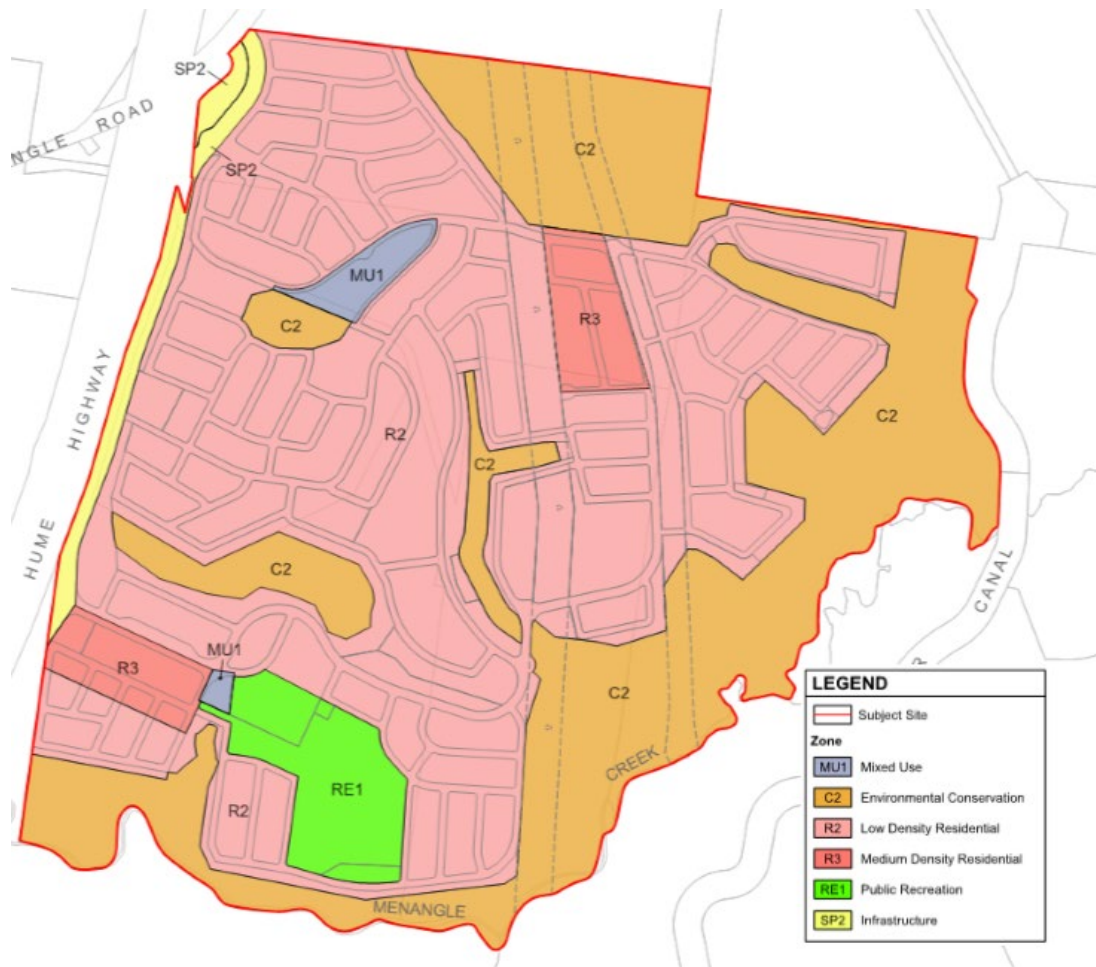 SP2
NGLE ROAD
SP2
C2
MU1
C2
R3
HIGHWAY
R2
C2
C2
HUME
C2
CANAL
MU1
R3
C2
R
CREEK
RE1
R2
MENANGLE
LEGEND
Subject Site
Zone
MU1 Mixed Use
C2 Environmental Conservation
R2 Low Density Residential
R3 Medium Density Residential
RE1 Public Recreation
SP2 Infrastructure